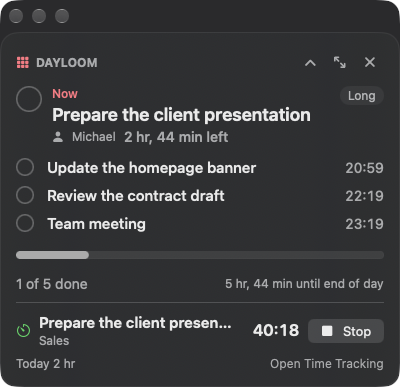 DAYLOOM
Now
Long
Prepare the client presentation
Michael 2 hr, 44 min left
Update the homepage banner 20:59
Review the contract draft 22:19
Team meeting 23:19
1 of 5 done 5 hr, 44 min until end of day
Prepare the client presen... 40:18 Stop
Sales
Today 2 hr Open Time Tracking